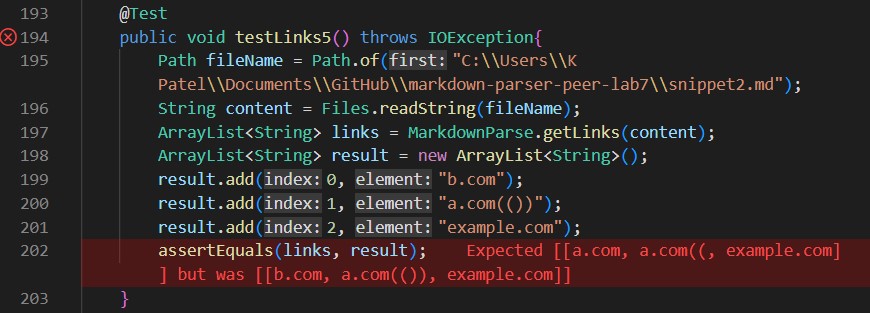 193 @Test
194 public void testLinks5() throws IOException{
195 Path fileName = Path.of(first: "C:\\Users\\K
Patel\\Documents\\GitHub\\markdown-parser-peer-lab7\\snippet2.md");
196 String content = Files.readString(fileName);
197 ArrayList<String> links = MarkdownParse.getLinks(content);
198 ArrayList<String> result = new ArrayList<String>();
199 result.add(index: 0, element: "b.com");
200 result.add(index: 1, element: "a.com(())");
201 result.add(index: 2, element: "example.com");
202 assertEquals(links, result); Expected [[a.com, a.com((, example.com]
] but was [[b.com, a.com(()), example.com]]
203 }